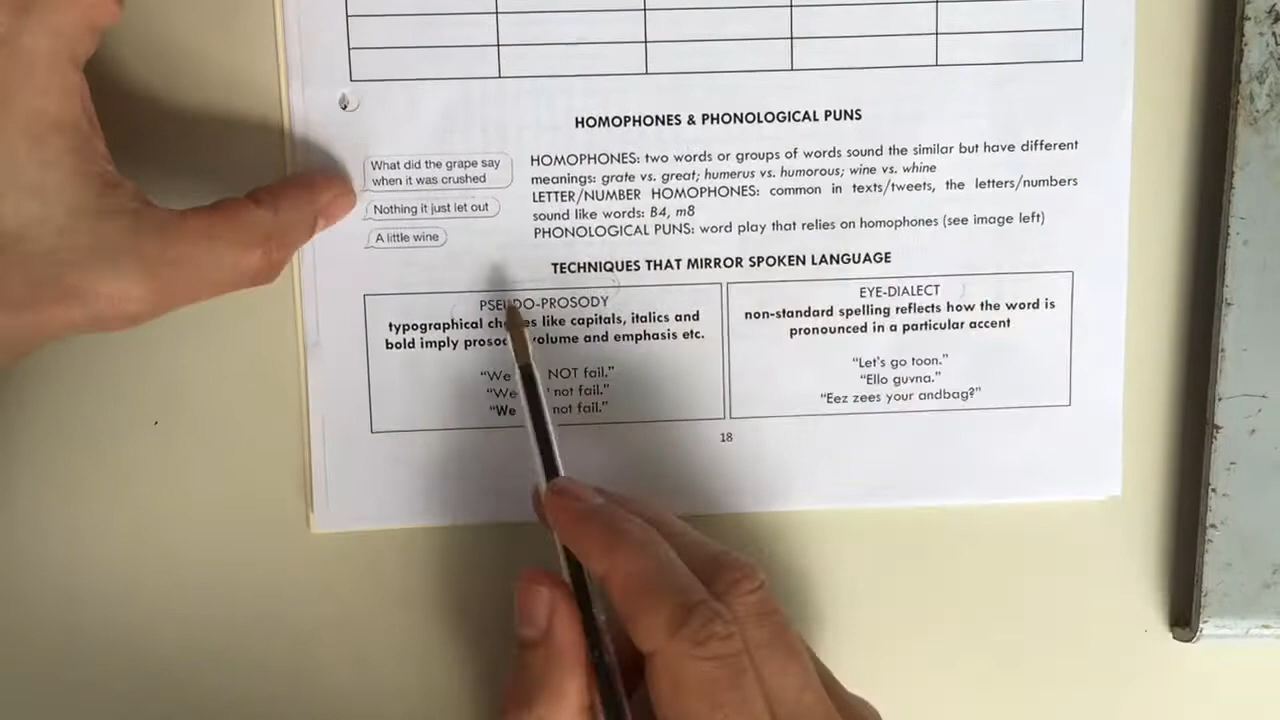 HOMOPHONES & PHONOLOGICAL PUNS
What did the grape say
when it was crushed
Nothing it just let out
A little wine
HOMOPHONES: two words or groups of words sound the similar but have different
meanings: grate vs. great; humerus vs. humorous; wine vs. whine
LETTER/NUMBER HOMOPHONES: common in texts/tweets, the letters/numbers
sound like words: B4, m8
PHONOLOGICAL PUNS: word play that relies on homophones (see image left)
TECHNIQUES THAT MIRROR SPOKEN LANGUAGE
PSEUDO-PROSODY
typographical like capitals, italics and
bold imply volume and emphasis etc.
"We NOT fail."
"We not fail."
"We not fail."
EYE-DIALECT
non-standard spelling reflects how the word is
pronounced in a particular accent
"Let's go toon."
"Ello guvna."
"Eez zees your andbag?"
18